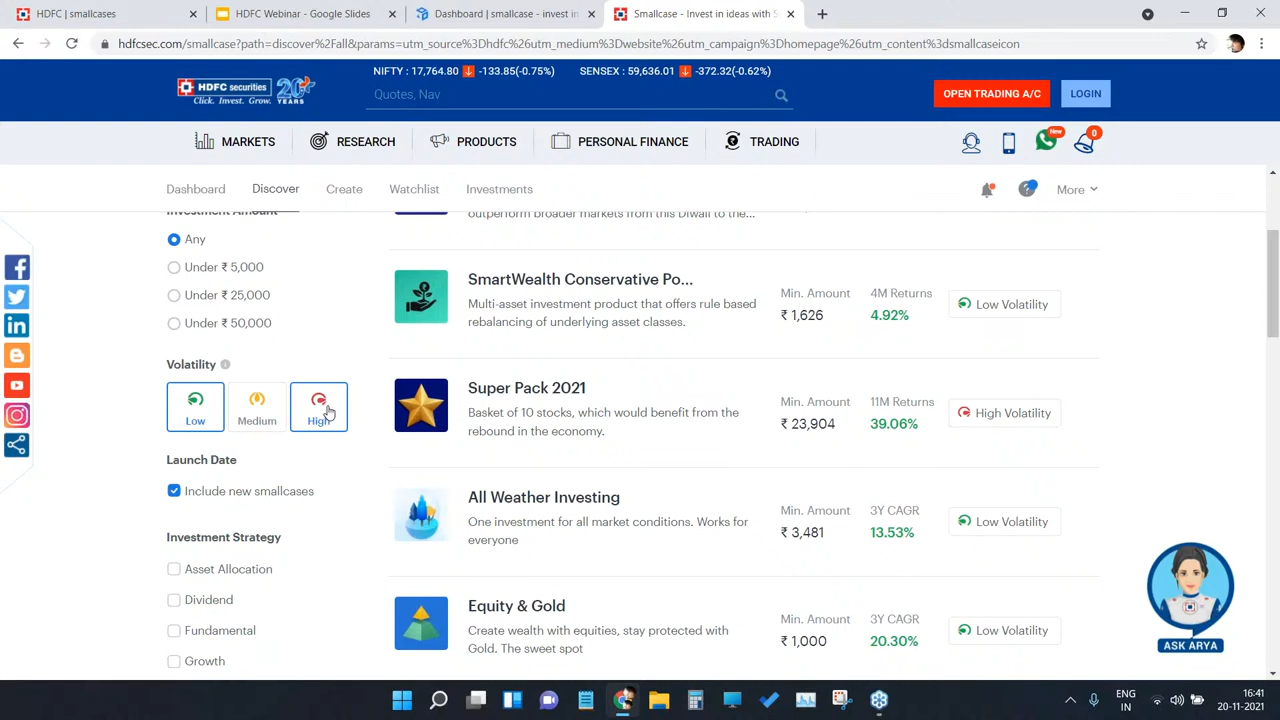 HDFC | smallcases
HDFC Webinar - Google Slides
Dashboard | smallcase - invest in
Smallcase - Invest in ideas with S
hdfcsec.com/smallcase?path=discover%2Fall&params=utm_source%3Dhdfc%26utm_medium%3Dwebsite%26utm_campaign%3Dhomepage%26utm_content%3dsmallcaseicon
HDFC securities
Click. Invest. Grow.
20 YEARS
NIFTY : 17,764.80 -133.85(-0.75%)
SENSEX : 59,636.01 -372.32(-0.62%)
Quotes, Nav
OPEN TRADING A/C
LOGIN
MARKETS
RESEARCH
PRODUCTS
PERSONAL FINANCE
TRADING
New
0
Dashboard
Discover
Create
Watchlist
Investments
More
Investment Amount
Any
Under ₹ 5,000
Under ₹ 25,000
Under ₹ 50,000
Volatility
Low
Medium
High
Launch Date
Include new smallcases
Investment Strategy
Asset Allocation
Dividend
Fundamental
Growth
outperform broader markets from this Diwali to the...
SmartWealth Conservative Po...
Multi-asset investment product that offers rule based
rebalancing of underlying asset classes.
Min. Amount
₹ 1,626
4M Returns
4.92%
Low Volatility
Super Pack 2021
Basket of 10 stocks, which would benefit from the
rebound in the economy.
Min. Amount
₹ 23,904
11M Returns
39.06%
High Volatility
All Weather Investing
One investment for all market conditions. Works for
everyone
Min. Amount
₹ 3,481
3Y CAGR
13.53%
Low Volatility
Equity & Gold
Create wealth with equities, stay protected with
Gold. The sweet spot
Min. Amount
₹ 1,000
3Y CAGR
20.30%
Low Volatility
ASK ARYA
ENG
IN
16:41
20-11-2021